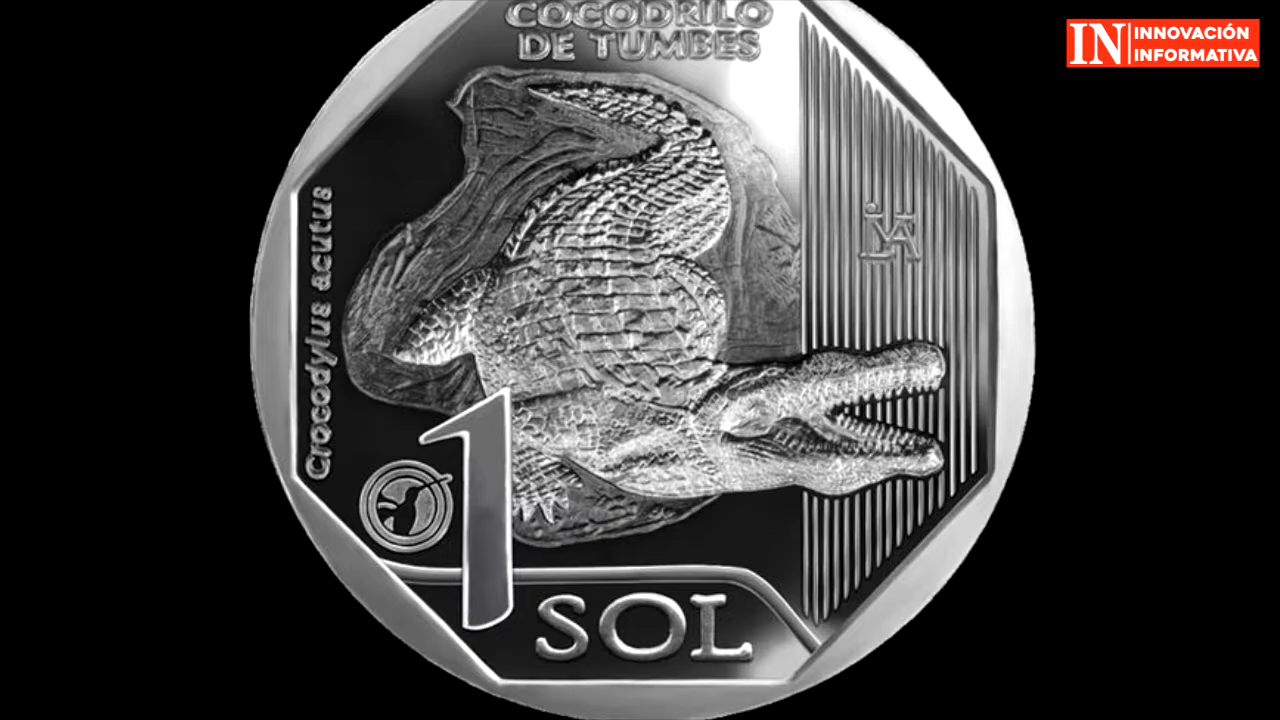 COCODRILO
DE TUMBES
IN INNOVACIÓN
INFORMATIVA
Crocodylus acutus
1
SOL